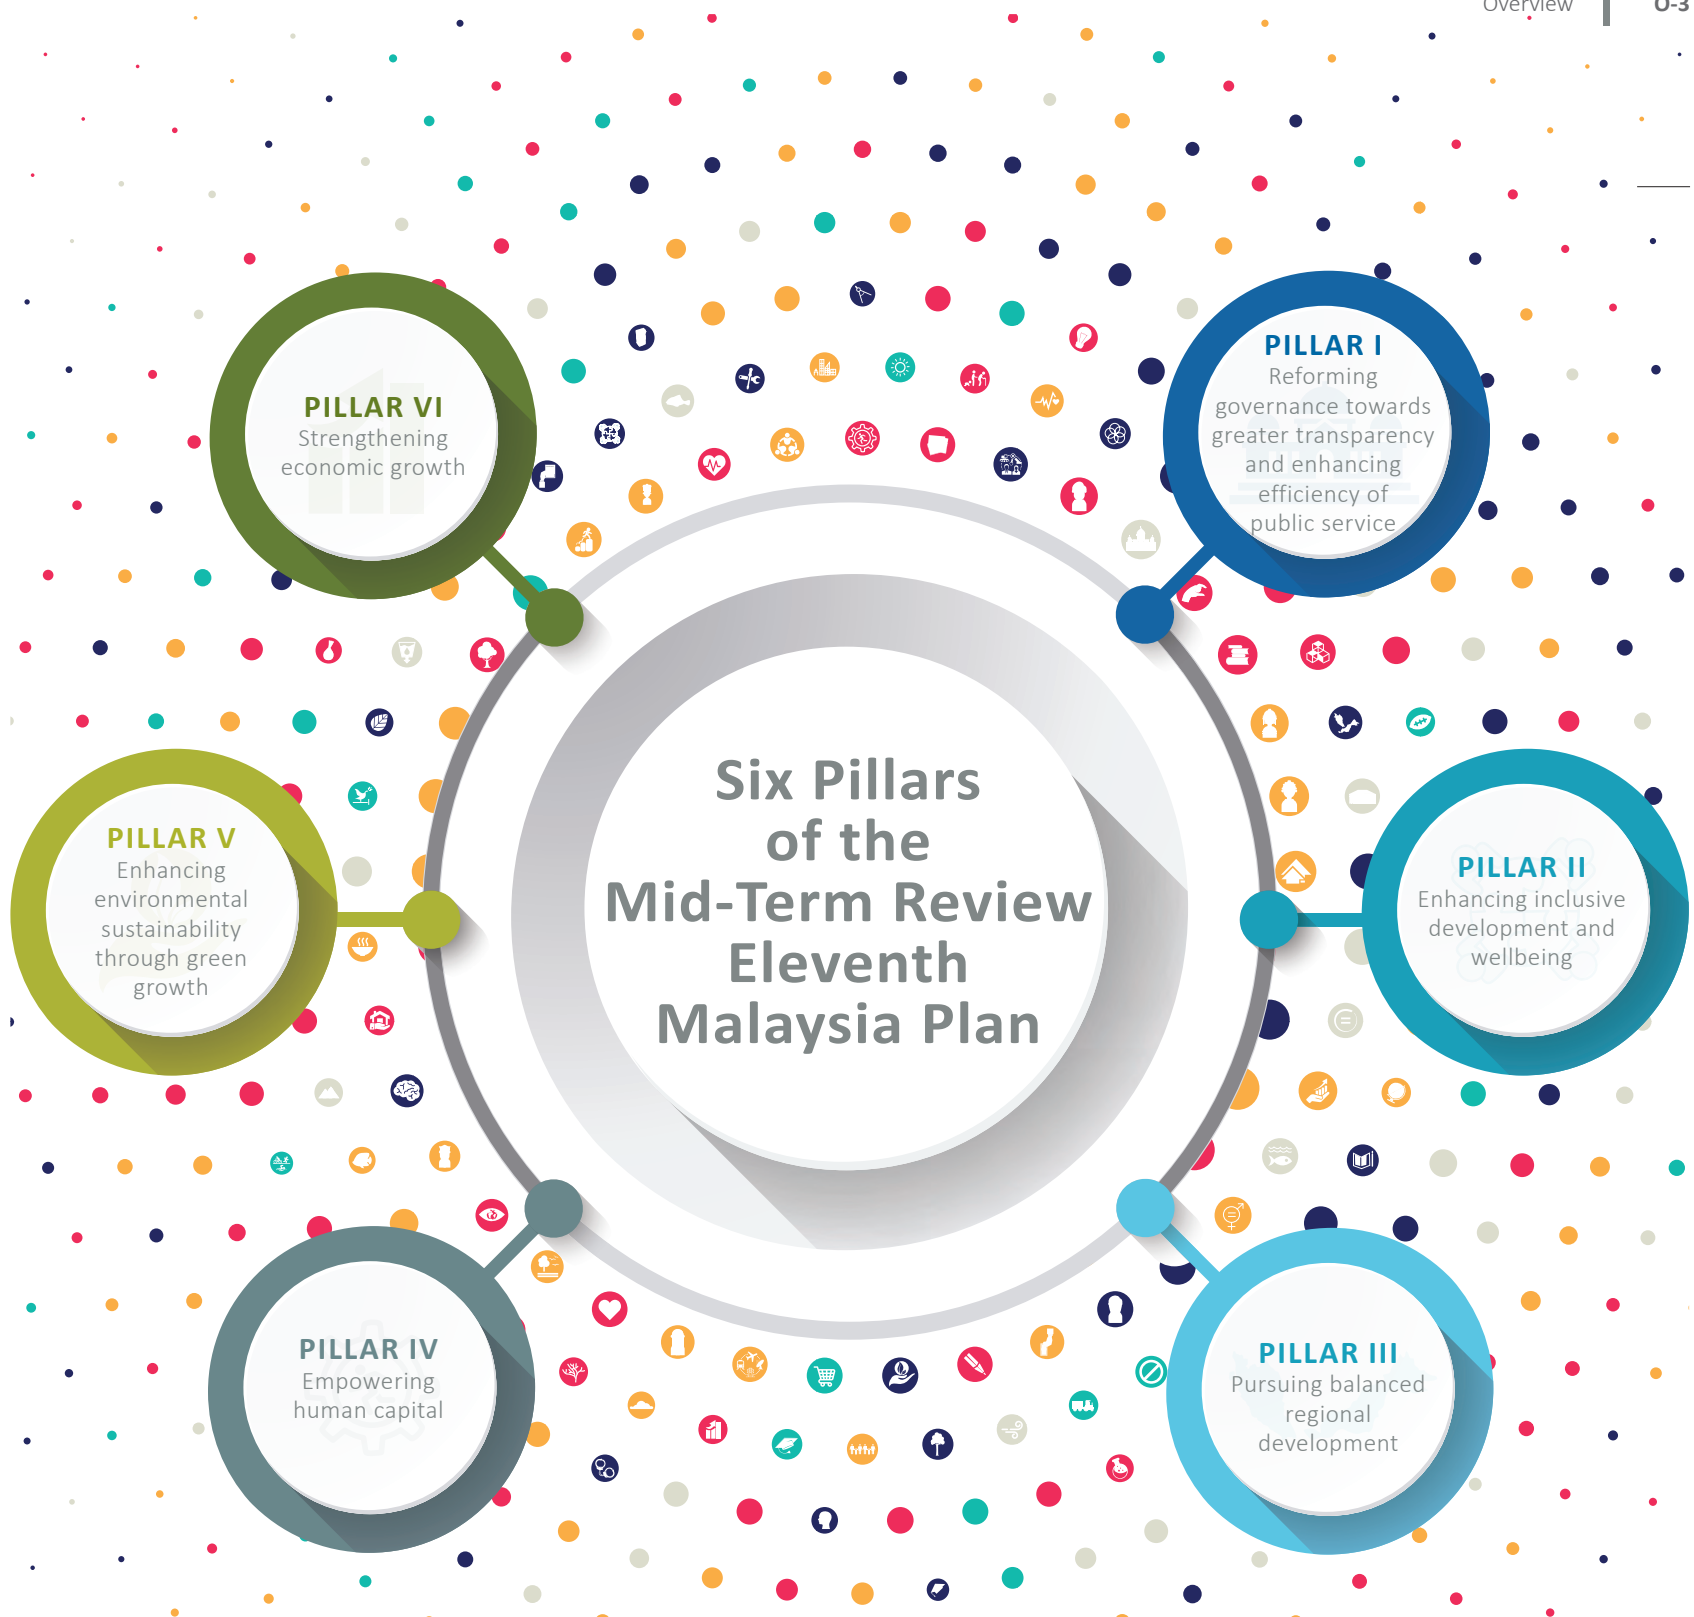 Overview O-3
PILLAR I
Reforming
governance towards
greater transparency
and enhancing
efficiency of
public service
PILLAR VI
Strengthening
economic growth
Six Pillars
of the
Mid-Term Review
Eleventh
Malaysia Plan
PILLAR V
Enhancing
environmental
sustainability
through green
growth
PILLAR II
Enhancing inclusive
development and
wellbeing
PILLAR IV
Empowering
human capital
PILLAR III
Pursuing balanced
regional
development